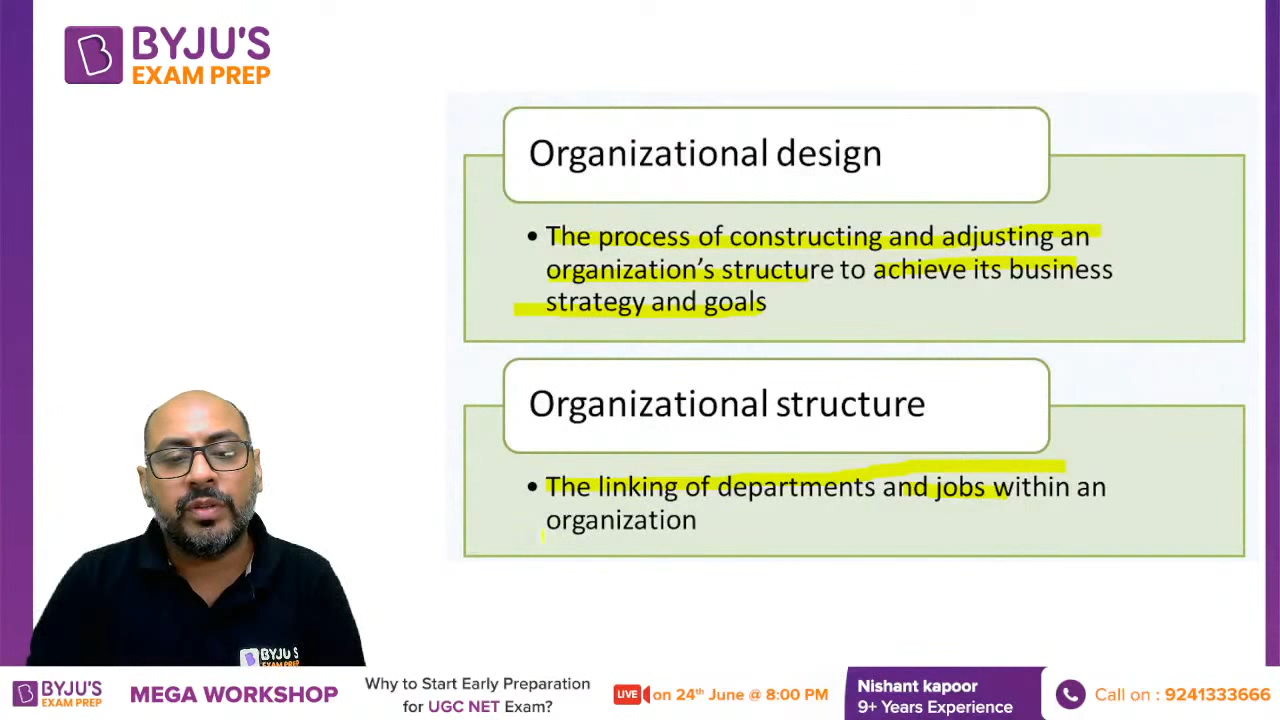 BYJU'S
EXAM PREP
Organizational design
• The process of constructing and adjusting an
organization's structure to achieve its business
strategy and goals
Organizational structure
• The linking of departments and jobs within an
organization
BYJU'S
EXAM PREP
BYJU'S
EXAM PREP
MEGA WORKSHOP
Why to Start Early Preparation
for UGC NET Exam?
LIVE on 24th June @ 8:00 PM
Nishant kapoor
9+ Years Experience
Call on : 9241333666